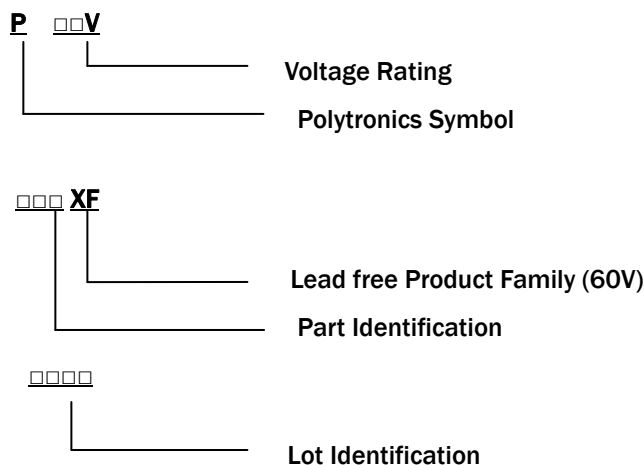 P □□V
Voltage Rating
Polytronics Symbol
□□□ XF
Lead free Product Family (60V)
Part Identification
□□□□
Lot Identification